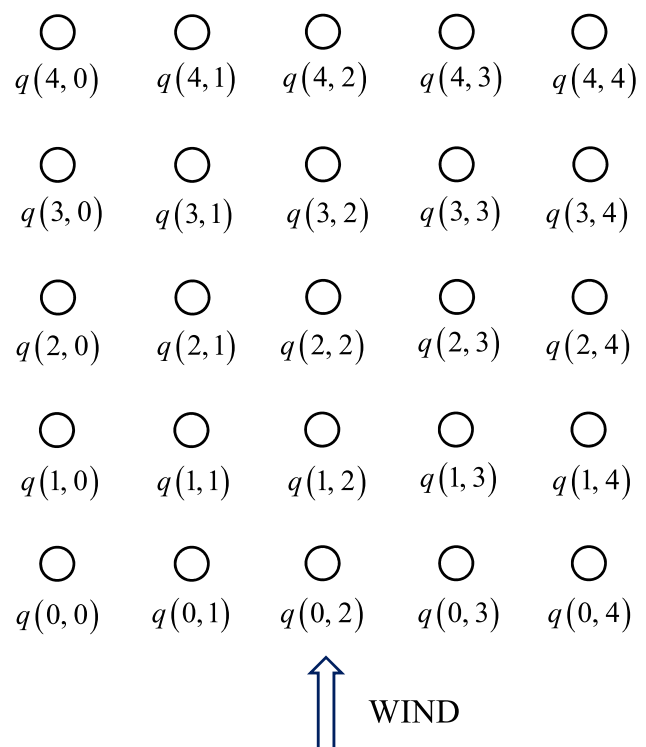 q(4, 0) q(4, 1) q(4, 2) q(4, 3) q(4, 4)
q(3, 0) q(3, 1) q(3, 2) q(3, 3) q(3, 4)
q(2, 0) q(2, 1) q(2, 2) q(2, 3) q(2, 4)
q(1, 0) q(1, 1) q(1, 2) q(1, 3) q(1, 4)
q(0, 0) q(0, 1) q(0, 2) q(0, 3) q(0, 4)
WIND